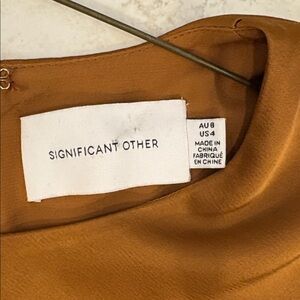 SIGNIFICANT OTHER
AU 8
US 4
MADE IN
CHINA
FABRIQUÉ
EN CHINE